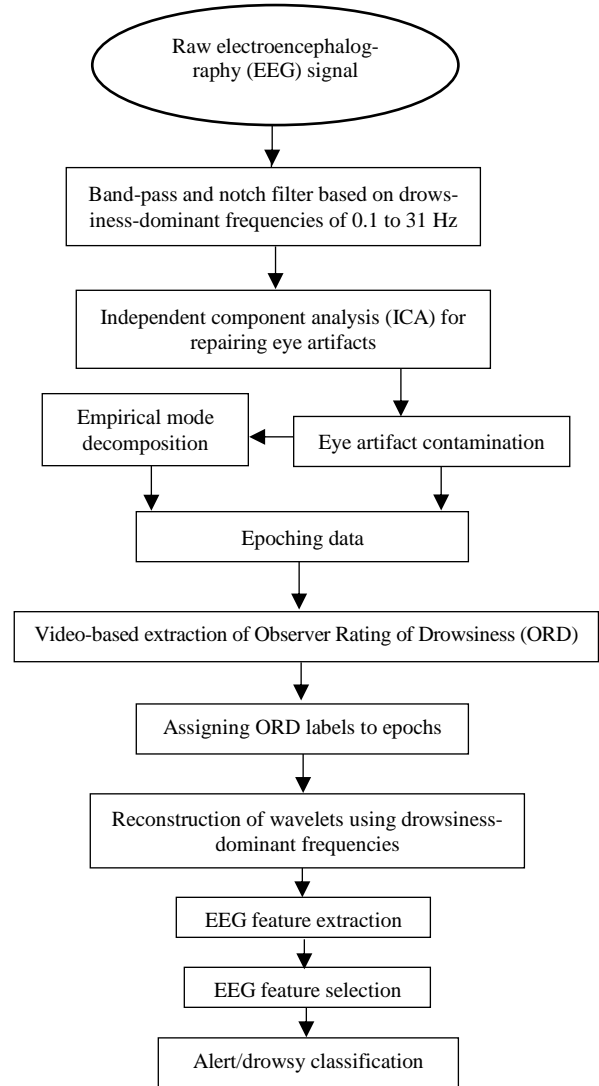 Raw electroencephalog-
raphy (EEG) signal
Band-pass and notch filter based on drows-
iness-dominant frequencies of 0.1 to 31 Hz
Independent component analysis (ICA) for
repairing eye artifacts
Empirical mode
decomposition
Eye artifact contamination
Epoching data
Video-based extraction of Observer Rating of Drowsiness (ORD)
Assigning ORD labels to epochs
Reconstruction of wavelets using drowsiness-
dominant frequencies
EEG feature extraction
EEG feature selection
Alert/drowsy classification